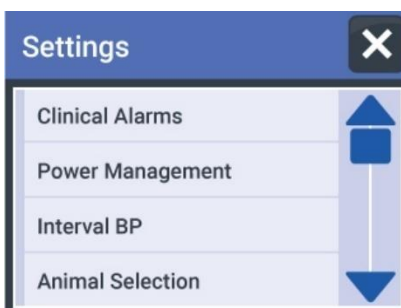 Settings
Clinical Alarms
Power Management
Interval BP
Animal Selection